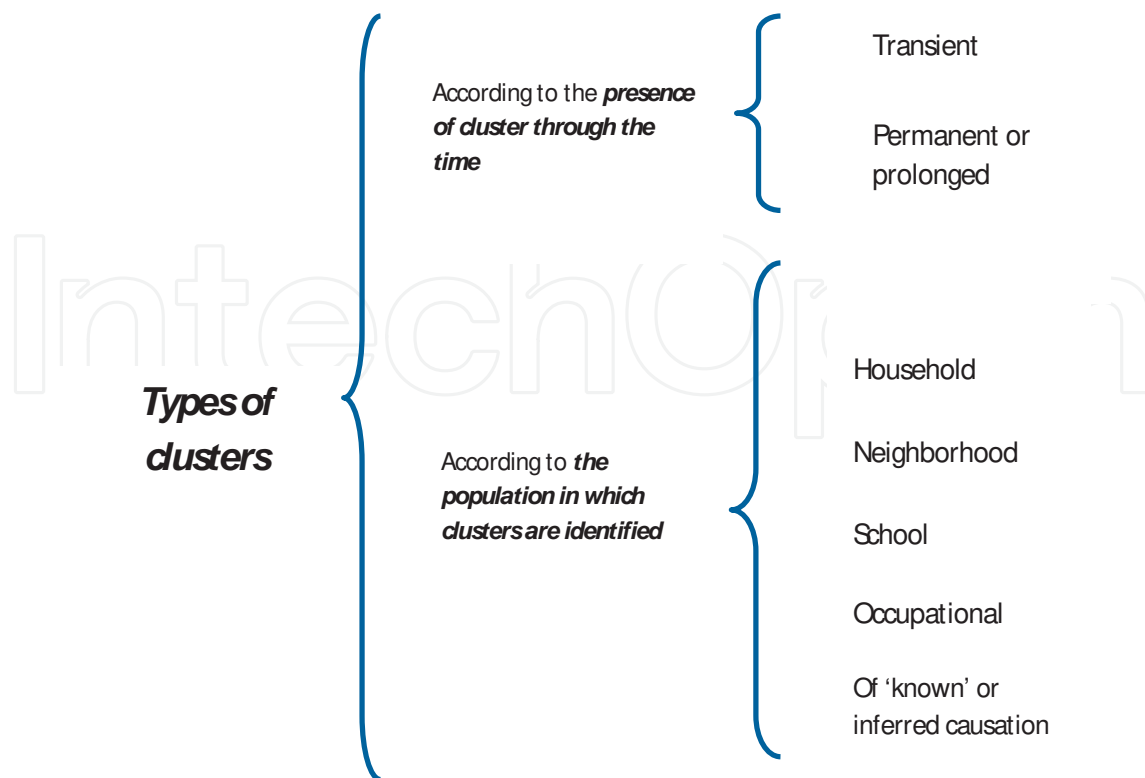 Types of
clusters
According to the presence
of cluster through the
time
Transient
Permanent or
prolonged
According to the
population in which
clusters are identified
Household
Neighborhood
School
Occupational
Of ‘known’ or
inferred causation
IntechOpen